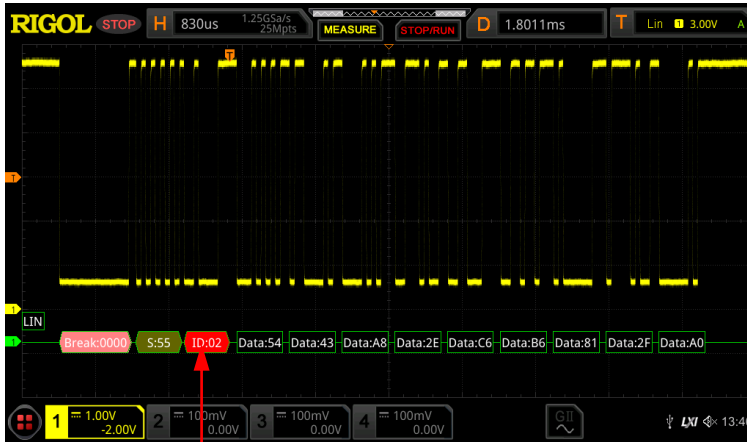 RIGOL STOP H 830us 1.25GSa/s 25Mpts MEASURE STOP/RUN D 1.8011ms T Lin 1 3.00V A
T
T
1
LIN
1 Break:0000 S:55 ID:02 Data:54 Data:43 Data:A8 Data:2E Data:C6 Data:B6 Data:81 Data:2F Data:A0
1 1.00V -2.00V 2 100mV 0.00V 3 100mV 0.00V 4 100mV 0.00V GII LXI 13:40